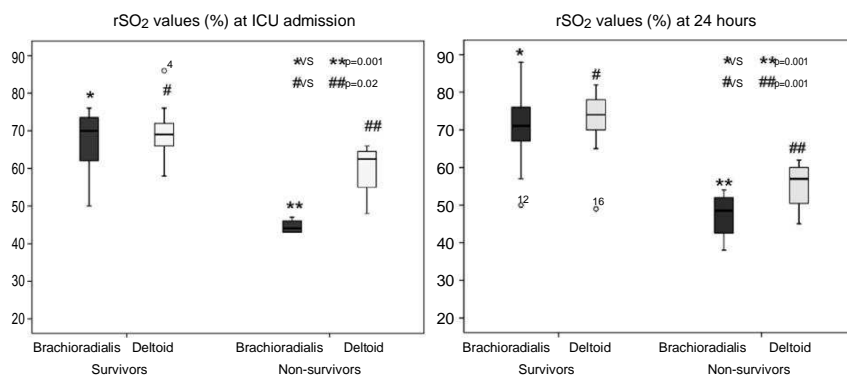 rSO2 values (%) at ICU admission
90
80
70
60
50
40
30
20
*VS **p=0.001
#VS ##p=0.02
4
*
#
**
##
Brachioradialis Deltoid Brachioradialis Deltoid
Survivors Non-survivors
rSO2 values (%) at 24 hours
90
80
70
60
50
40
30
20
*VS **p=0.001
#VS ##p=0.001
*
#
12
16
**
##
Brachioradialis Deltoid Brachioradialis Deltoid
Survivors Non-survivors